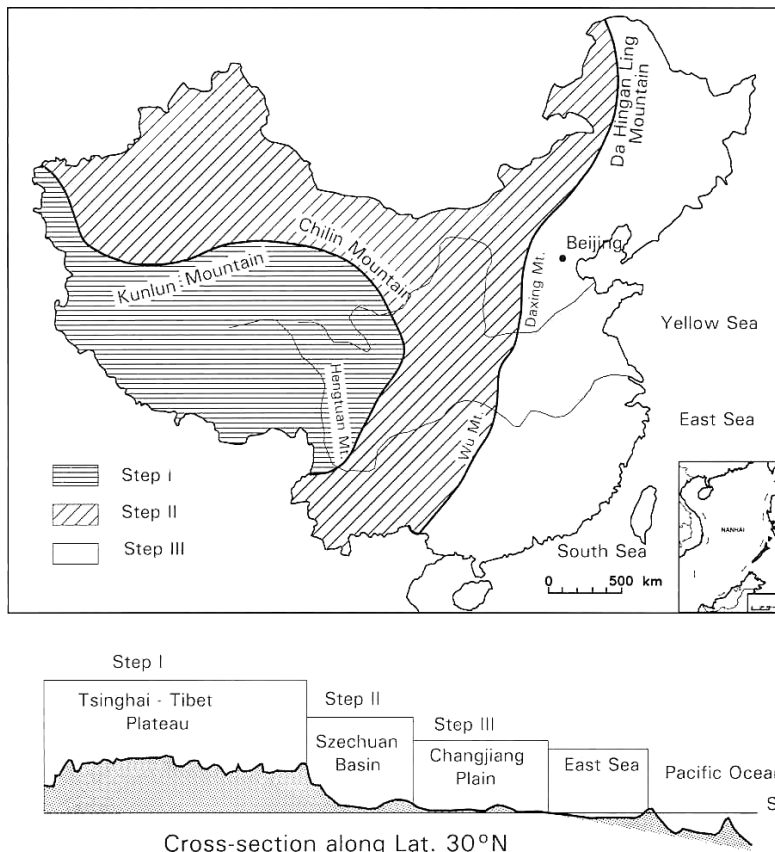 Da Hingan Ling
Mountain
Chilin Mountain
Kunlun Mountain
Beijing
Daxing Mt.
Yellow Sea
Hengtuan Mt.
East Sea
Wu Mt.
Step I
Step II
Step III
NANHAI
South Sea
0 500 km
Step I
Tsinghai - Tibet
Plateau
Step II
Szechuan
Basin
Step III
Changjiang
Plain
East Sea
Pacific Ocean
S
Cross-section along Lat. 30°N